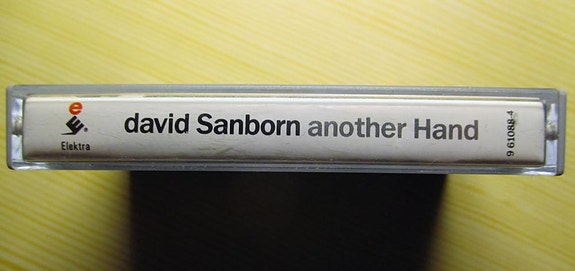 e
E®
Elektra
david Sanborn another Hand
9 61088-4